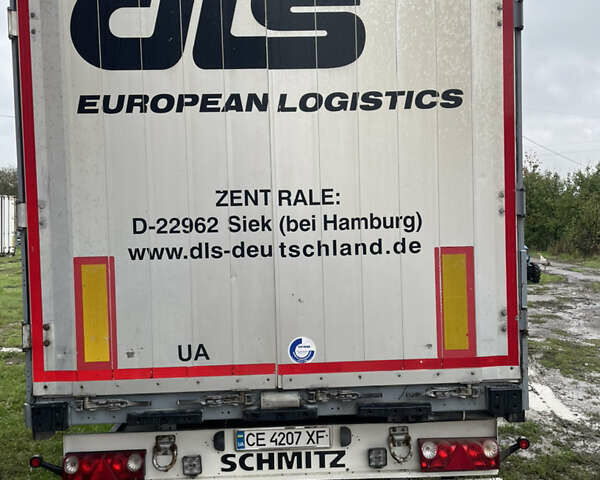 dLS
EUROPEAN LOGISTICS
ZENTRALE:
D-22962 Siek (bei Hamburg)
www.dls-deutschland.de
UA
CE 4207 XF
SCHMITZ